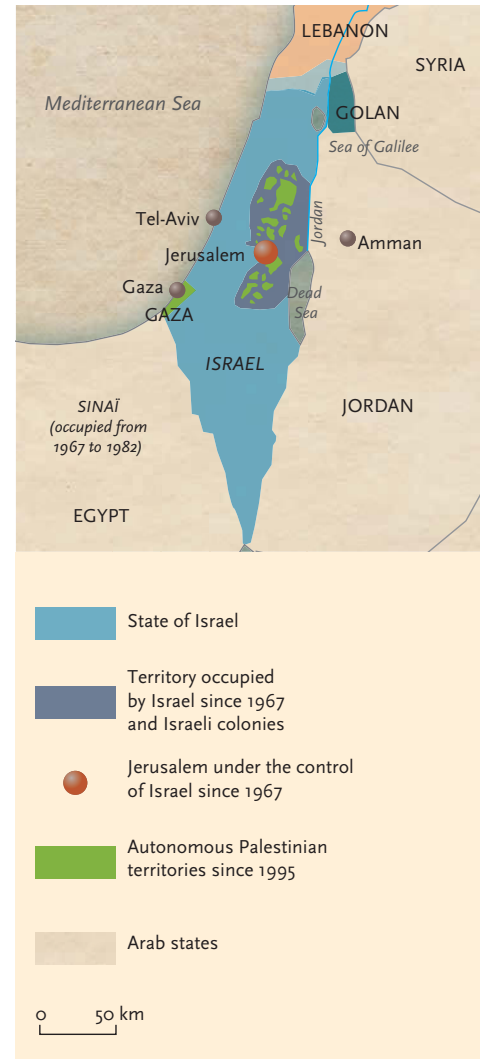 LEBANON
SYRIA
Mediterranean Sea
GOLAN
Sea of Galilee
Jordan
Tel-Aviv
Amman
Jerusalem
Gaza
Dead
Sea
GAZA
ISRAEL
SINAÏ
(occupied from
1967 to 1982)
JORDAN
EGYPT
State of Israel
Territory occupied
by Israel since 1967
and Israeli colonies
Jerusalem under the control
of Israel since 1967
Autonomous Palestinian
territories since 1995
Arab states
0 50 km